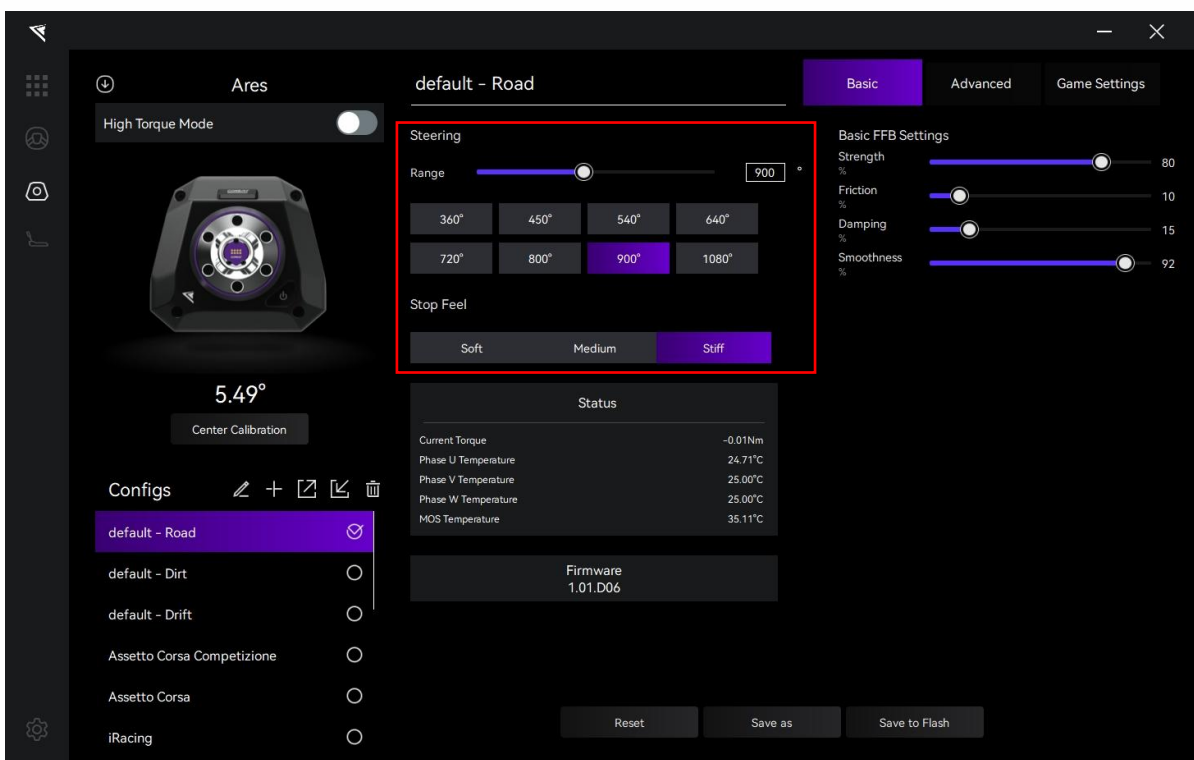 Ares
High Torque Mode
5.49°
Center Calibration
Configs
default - Road
default - Dirt
default - Drift
Assetto Corsa Competizione
Assetto Corsa
iRacing
default - Road
Steering
Range 900 °
360° 450° 540° 640°
720° 800° 900° 1080°
Stop Feel
Soft Medium Stiff
Status
Current Torque -0.01Nm
Phase U Temperature 24.71°C
Phase V Temperature 25.00°C
Phase W Temperature 25.00°C
MOS Temperature 35.11°C
Firmware
1.01.D06
Reset Save as Save to Flash
Basic Advanced Game Settings
Basic FFB Settings
Strength 80
%
Friction 10
%
Damping 15
%
Smoothness 92
%